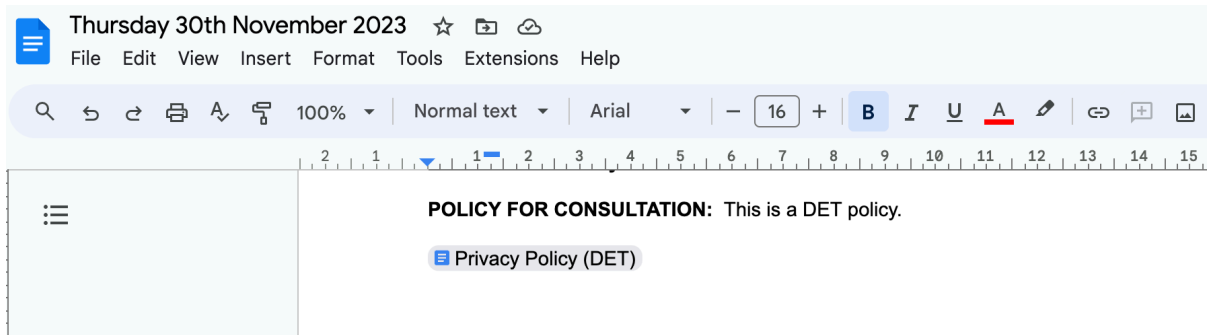 Thursday 30th November 2023
File Edit View Insert Format Tools Extensions Help
100% Normal text Arial – 16 + B I U A
2 1 1 2 3 4 5 6 7 8 9 10 11 12 13 14 15
POLICY FOR CONSULTATION: This is a DET policy.
Privacy Policy (DET)